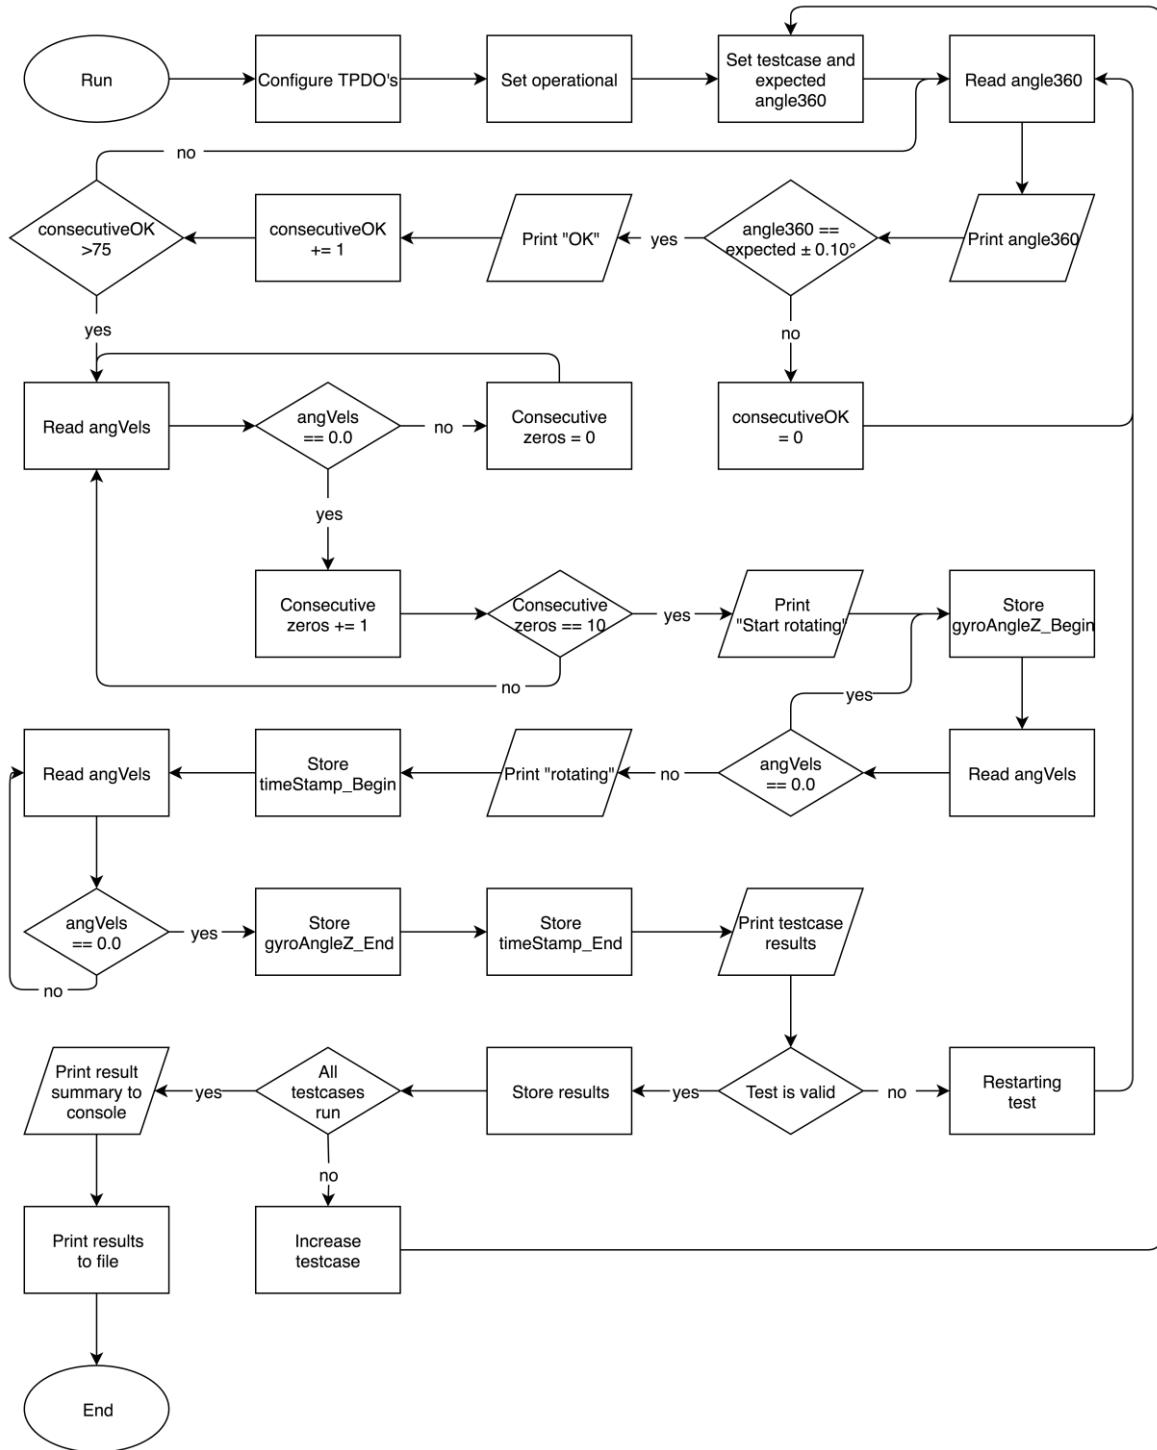 Run
Configure TPDO's
Set operational
Set testcase and
expected
angle360
Read angle360
no
consecutiveOK
>75
consecutiveOK
+= 1
Print "OK"
yes
angle360 ==
expected ± 0.10°
Print angle360
yes
no
Read angVels
angVels
== 0.0
no
Consecutive
zeros = 0
consecutiveOK
= 0
yes
Consecutive
zeros += 1
Consecutive
zeros == 10
yes
Print
"Start rotating"
Store
gyroAngleZ_Begin
no
yes
Read angVels
Store
timeStamp_Begin
Print "rotating"
no
angVels
== 0.0
Read angVels
angVels
== 0.0
yes
Store
gyroAngleZ_End
Store
timeStamp_End
Print testcase
results
no
Print result
summary to
console
yes
All
testcases
run
Store results
yes
Test is valid
no
Restarting
test
no
Print results
to file
Increase
testcase
End